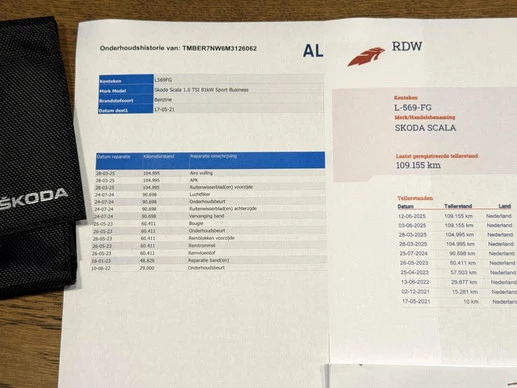 Onderhoudshistorie van: TMBER7NW6M3126062
AL
Kenteken L569FG
Merk Model Skoda Scala 1.0 TSI 81kW Sport Business
Brandstofsoort Benzine
Datum deel1 17-05-21
Datum reparatie Kilometerstand Reparatie omschrijving
28-03-25 104.995 Airo vulling
28-03-25 104.995 APK
28-03-25 104.995 Ruitenwisserblad(en) voorzijde
24-07-24 90.698 Luchtfilter
24-07-24 90.698 Onderhoudsbeurt
24-07-24 90.698 Ruitenwisserblad(en) achterzijde
24-07-24 90.698 Vervanging band
26-05-23 60.411 Bougie
26-05-23 60.411 Onderhoudsbeurt
26-05-23 60.411 Remblokken voorzijde
26-05-23 60.411 Remtrommel
26-05-23 60.411 Remvloeistof
16-01-23 48.826 Reparatie band(en)
10-06-22 29.000 Onderhoudsbeurt
ŠKODA
RDW
Kenteken
L-569-FG
Merk/Handelsbenaming
SKODA SCALA
Laatst geregistreerde tellerstand
109.155 km
Tellerstanden
Datum Tellerstand Land
12-06-2025 109.155 km Nederland
03-06-2025 109.155 km Nederland
28-03-2025 104.995 km Nederland
28-03-2025 104.995 km Nederland
25-07-2024 90.898 km Nederland
26-05-2023 60.411 km Nederland
25-04-2023 57.503 km Nederland
13-06-2022 29.677 km Nederland
02-12-2021 15.281 km Nederland
17-05-2021 10 km Nederland